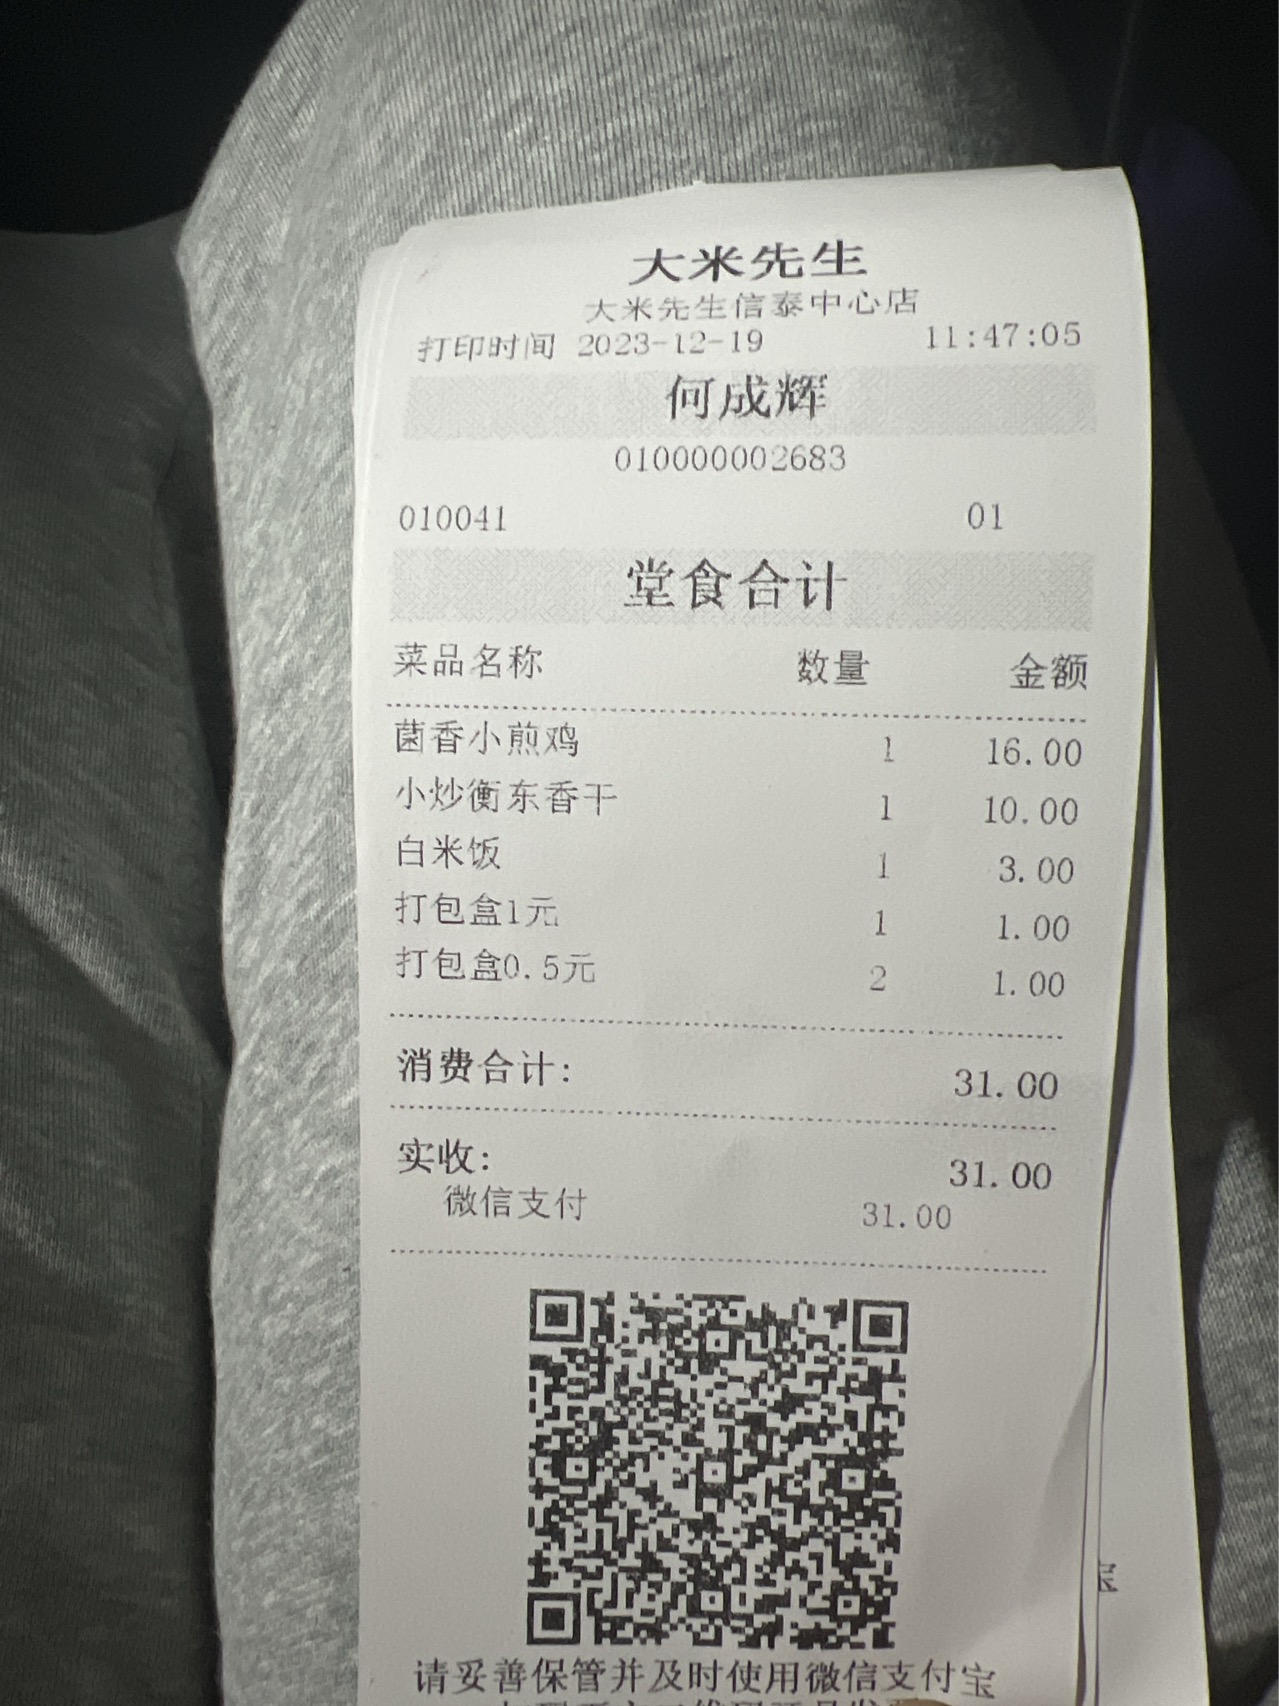 大米先生
大米先生信泰中心店
打印时间 2023-12-19 11:47:05
何成辉
010000002683
010041 01
堂食合计
菜品名称 数量 金额
菌香小煎鸡 1 16.00
小炒衡东香干 1 10.00
白米饭 1 3.00
打包盒1元 1 1.00
打包盒0.5元 2 1.00
消费合计: 31.00
实收: 31.00
微信支付 31.00
请妥善保管并及时使用微信支付宝
宝